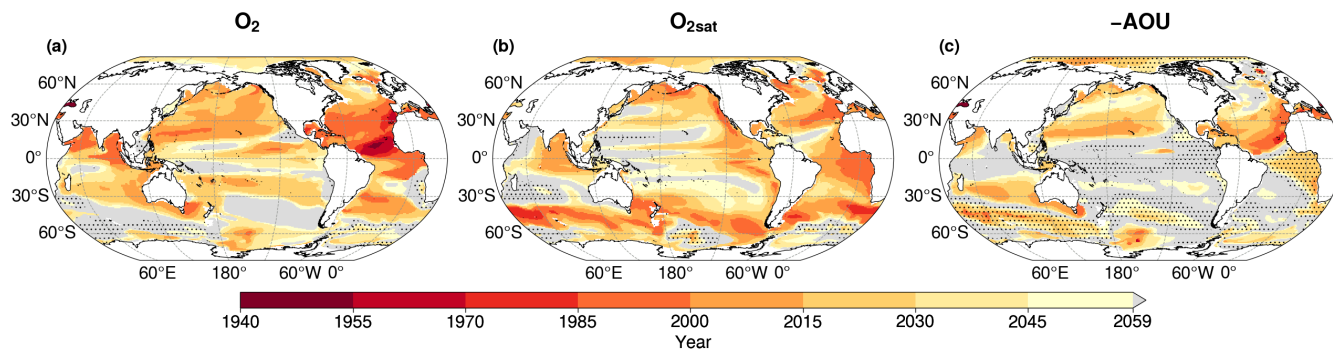 O₂ O₂sat −AOU
(a) (b) (c)
60°N 60°N 60°N
30°N 30°N 30°N
0° 0° 0°
30°S 30°S 30°S
60°S 60°S 60°S
60°E 180° 60°W 0° 60°E 180° 60°W 0° 60°E 180° 60°W 0°
1940 1955 1970 1985 2000 2015 2030 2045 2059
Year